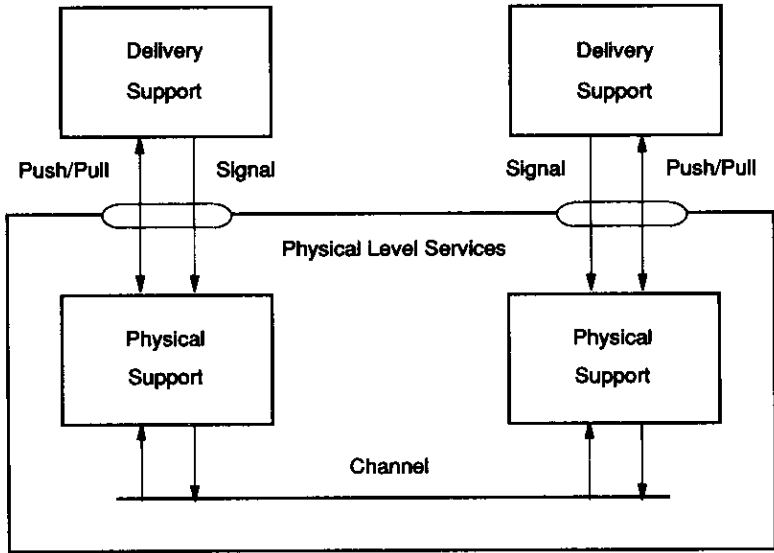 Delivery
Support
Delivery
Support
Push/Pull
Signal
Signal
Push/Pull
Physical Level Services
Physical
Support
Physical
Support
Channel